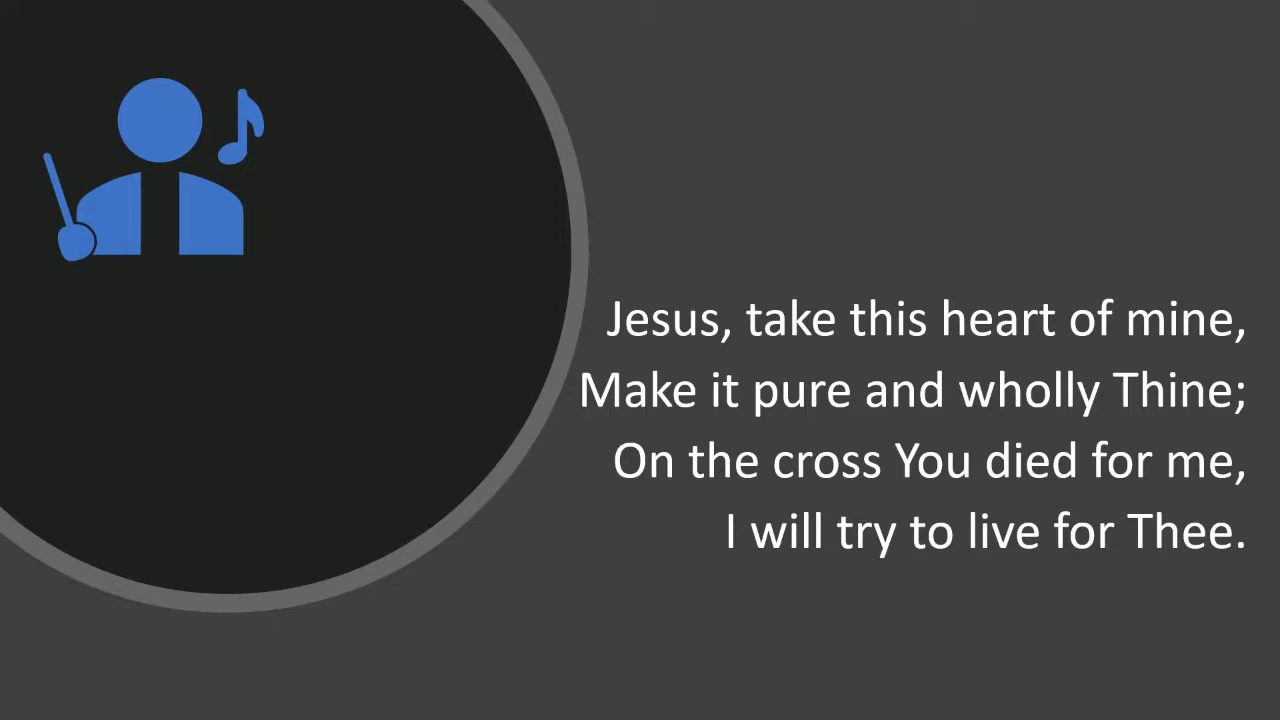 Jesus, take this heart of mine,
Make it pure and wholly Thine;
On the cross You died for me,
I will try to live for Thee.